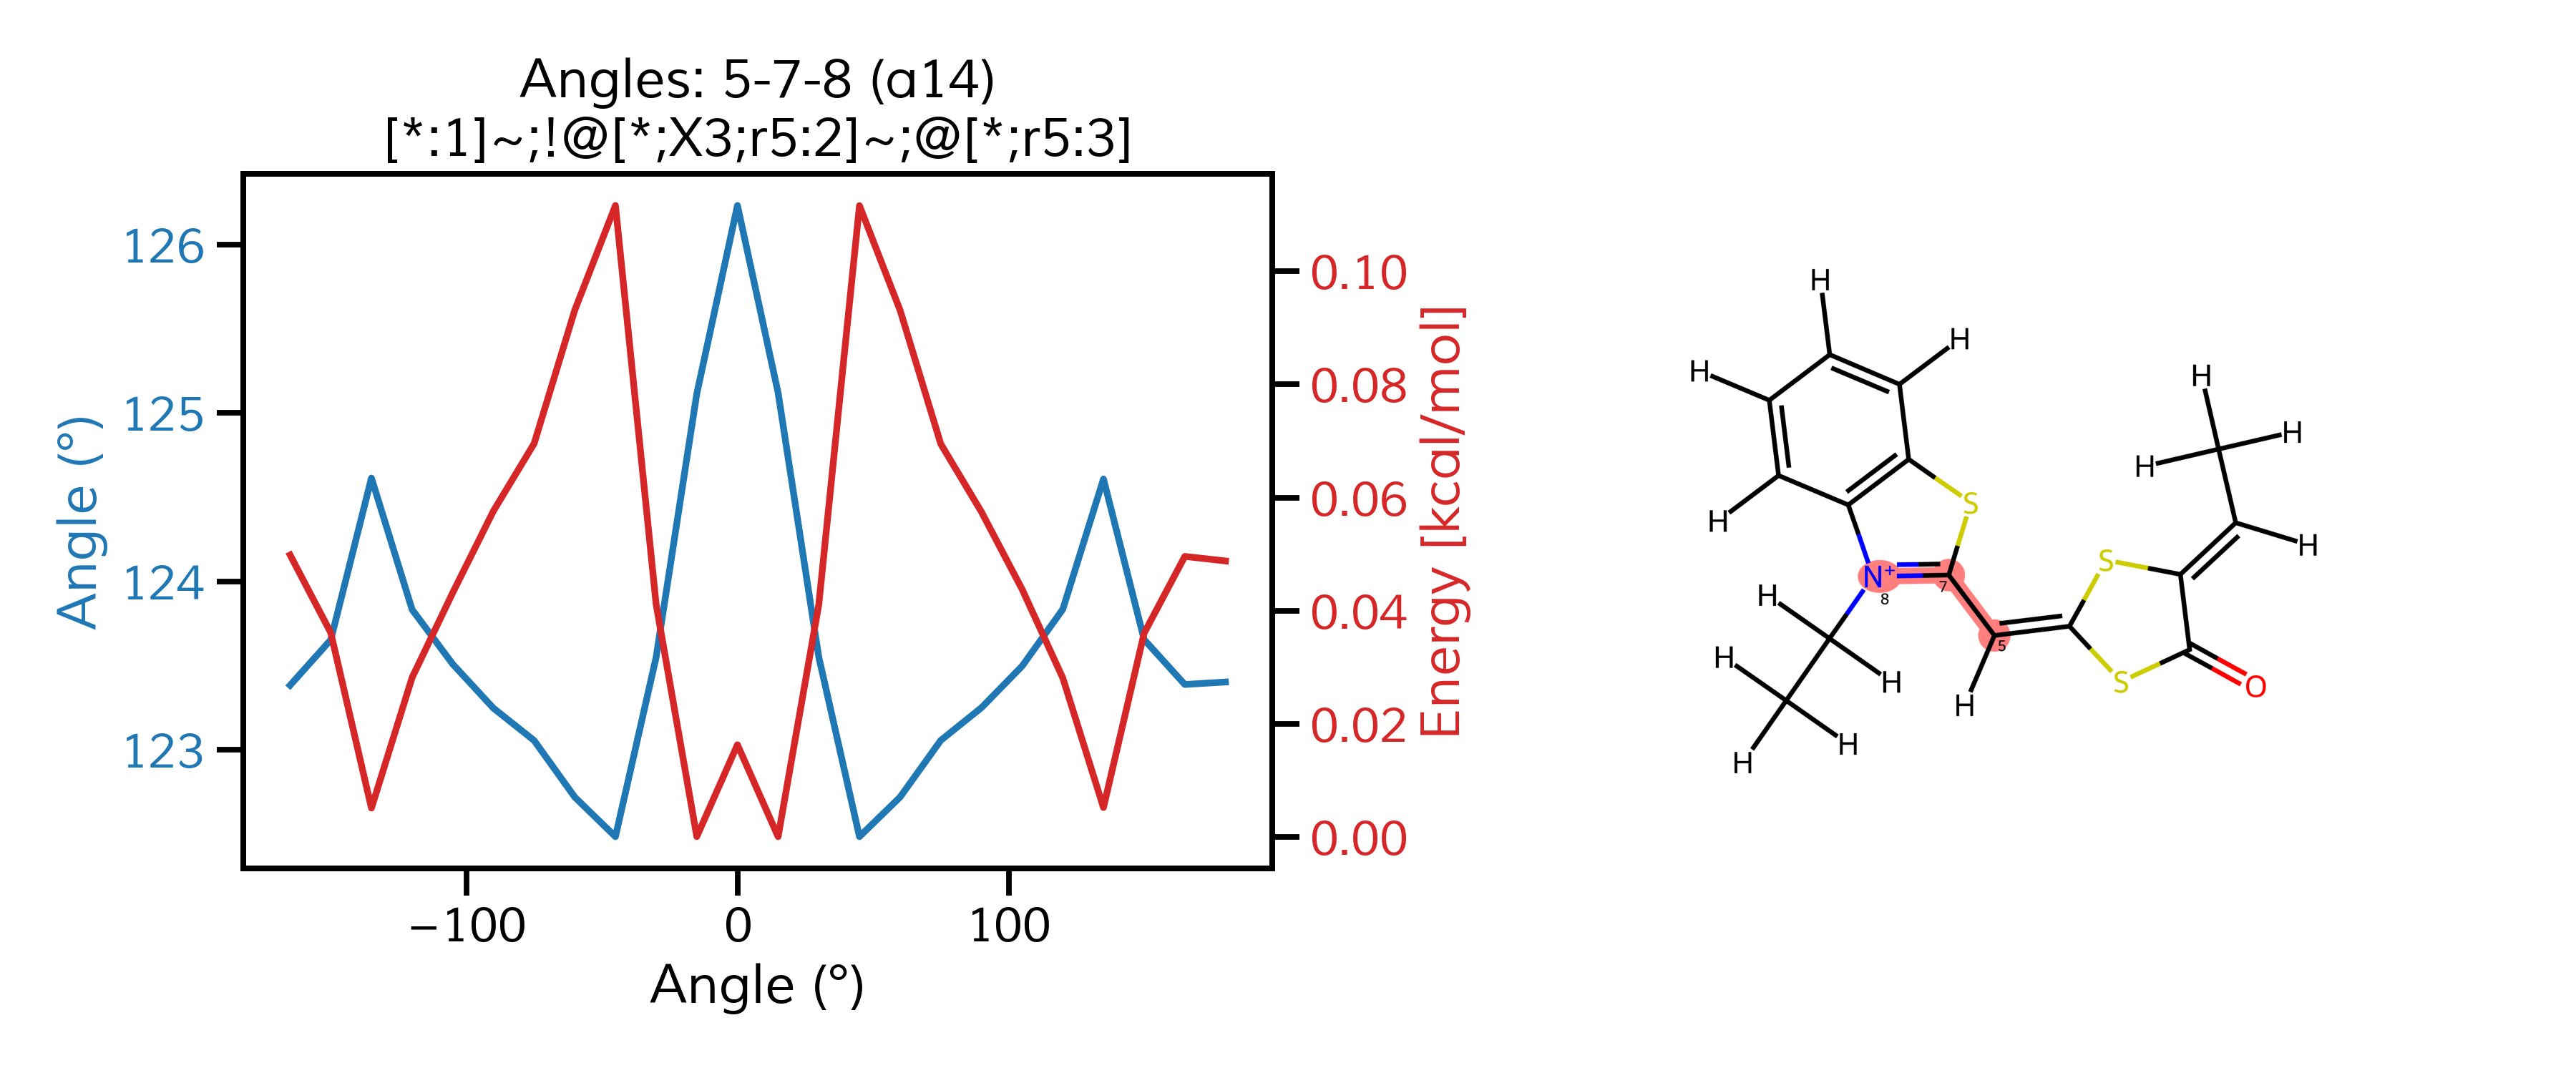 Angles: 5-7-8 (a14)
[*:1]~;!@[*;X3;r5:2]~;@[*;r5:3]
126
125
124
123
Angle (°)
−100
0
100
Angle (°)
0.10
0.08
0.06
0.04
0.02
0.00
Energy [kcal/mol]
H
H
H
H
H
H
H
S
H
H
S
N+
7
8
H
5
H
H
S
O
H
H
H